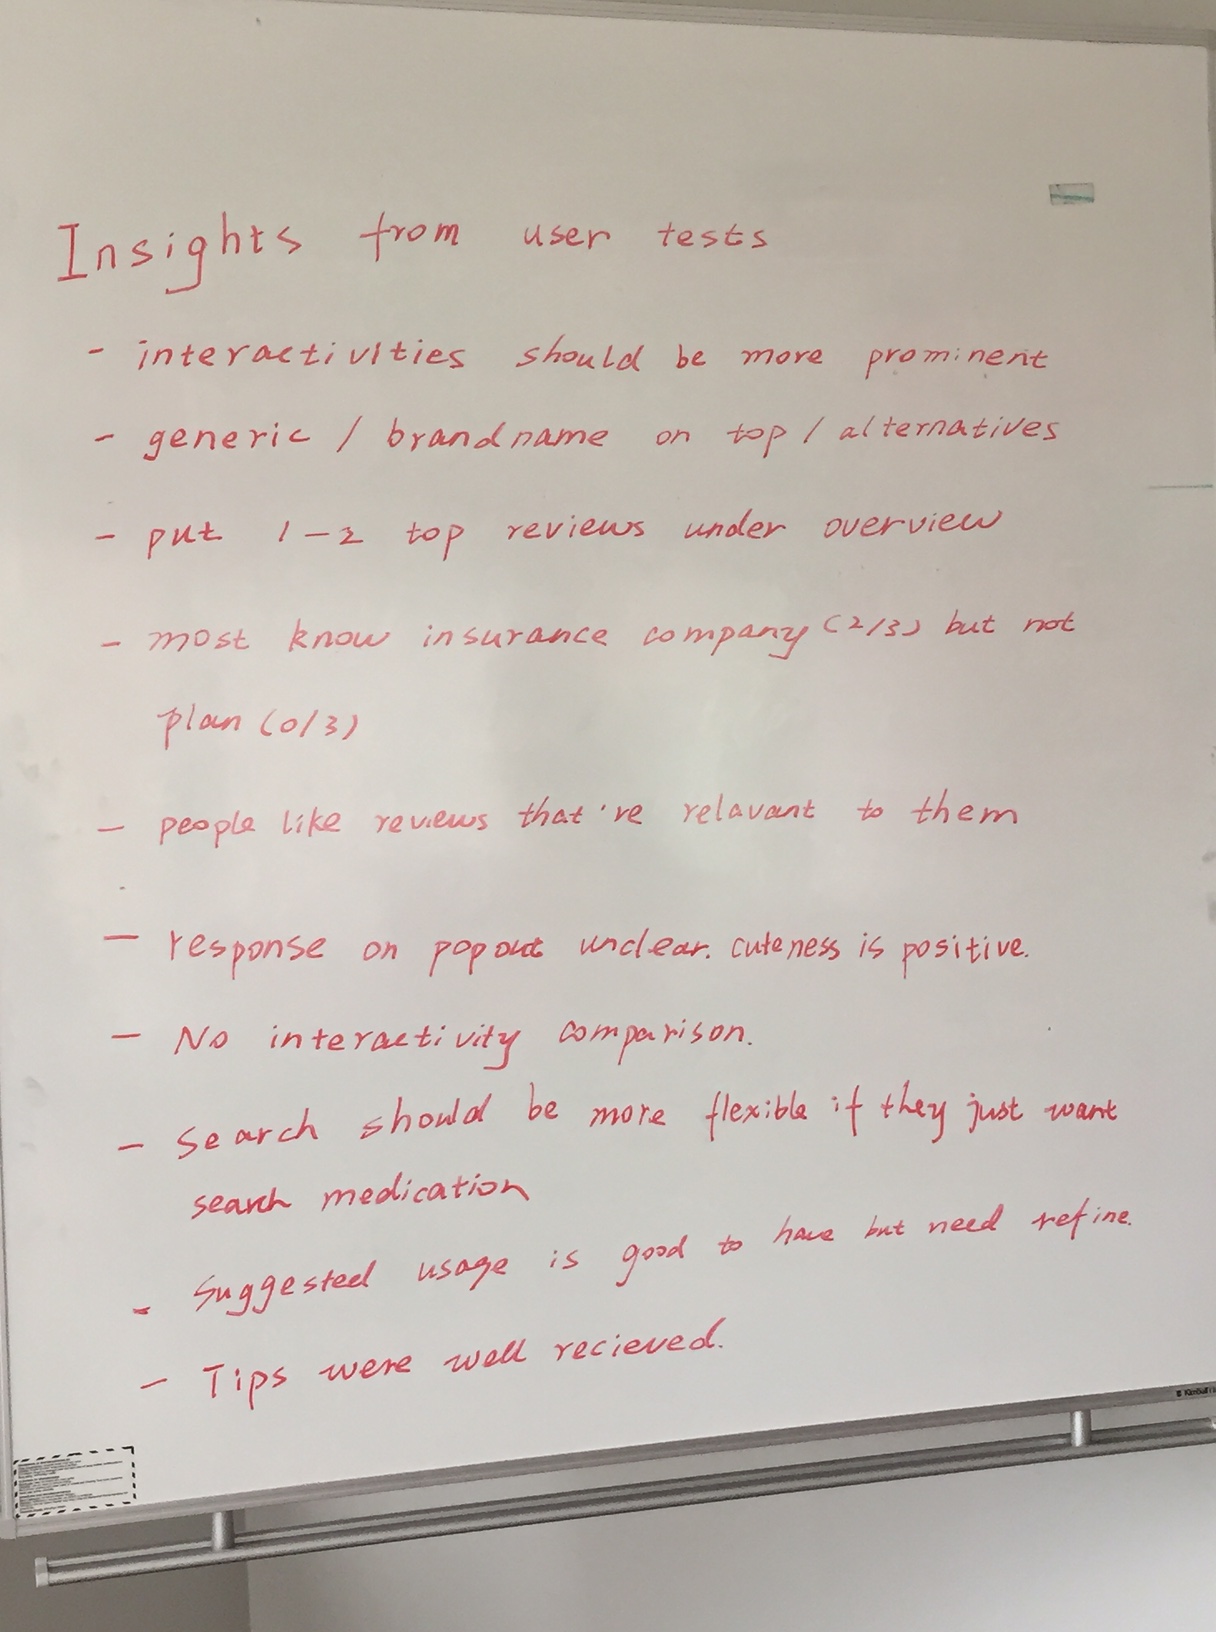 Insights from user tests
- interactivities should be more prominent
- generic / brandname on top / alternatives
- put 1-2 top reviews under overview
- most know insurance company (2/3) but not
plan (0/3)
- people like reviews that're relavant to them
- response on popout unclear. cuteness is positive.
- No interactivity comparison.
- Search should be more flexible if they just want
search medication
- Suggested usage is good to have but need refine.
- Tips were well recieved.